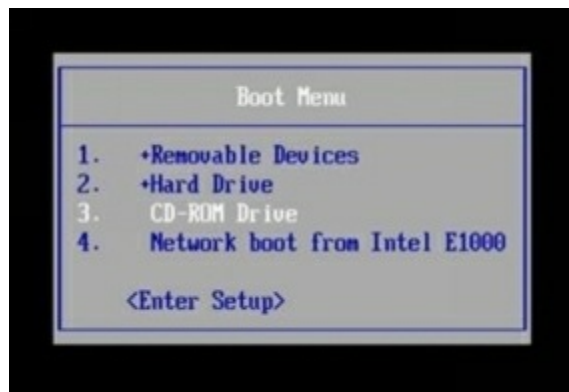 Boot Menu
1. +Removable Devices
2. +Hard Drive
3. CD-ROM Drive
4. Network boot from Intel E1000
<Enter Setup>